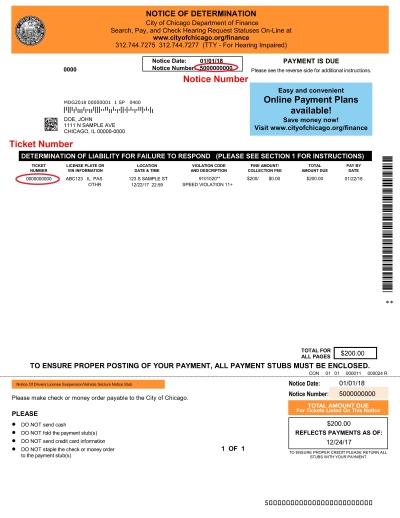 NOTICE OF DETERMINATION
City of Chicago Department of Finance
Search, Pay, and Check Hearing Request Statuses On-Line at
www.cityofchicago.org/finance
312.744.7275  312.744.7277  (TTY - For Hearing Impaired)
Notice Date: 01/01/18
Notice Number: 5000000000
PAYMENT IS DUE
Please see the reverse side for additional instructions.
0000
Notice Number
Easy and convenient
Online Payment Plans
available!
Save money now!
Visit www.cityofchicago.org/finance
MDG2018 00000001 1 SP 0400
DOE, JOHN
1111 N SAMPLE AVE
CHICAGO, IL 00000-0000
Ticket Number
DETERMINATION OF LIABILITY FOR FAILURE TO RESPOND (PLEASE SEE SECTION 1 FOR INSTRUCTIONS)
TICKET NUMBER LICENSE PLATE OR VIN INFORMATION LOCATION DATE & TIME VIOLATION CODE AND DESCRIPTION FINE AMOUNT/ COLLECTION FEE TOTAL AMOUNT DUE PAY BY DATE
0000000000 ABC123 IL PAS 123 S SAMPLE ST 9101020** $200/ $0.00 $200.00 01/22/18
OTHR 12/22/17 22:59 SPEED VIOLATION 11+
**
TOTAL FOR
ALL PAGES $200.00
TO ENSURE PROPER POSTING OF YOUR PAYMENT, ALL PAYMENT STUBS MUST BE ENCLOSED.
CON 01 01 000011 000024 R
Notice Of Drivers License Suspension/Vehicle Seizure Notice Stub
Notice Date: 01/01/18
Notice Number: 5000000000
Please make check or money order payable to the City of Chicago.
TOTAL AMOUNT DUE
For Tickets Listed On This Notice
PLEASE
DO NOT send cash
DO NOT fold the payment stub(s)
DO NOT send credit card information
DO NOT staple the check or money order
to the payment stub(s)
1 OF 1
$200.00
REFLECTS PAYMENTS AS OF:
12/24/17
TO ENSURE PROPER CREDIT PLEASE RETURN ALL
STUBS WITH YOUR PAYMENT